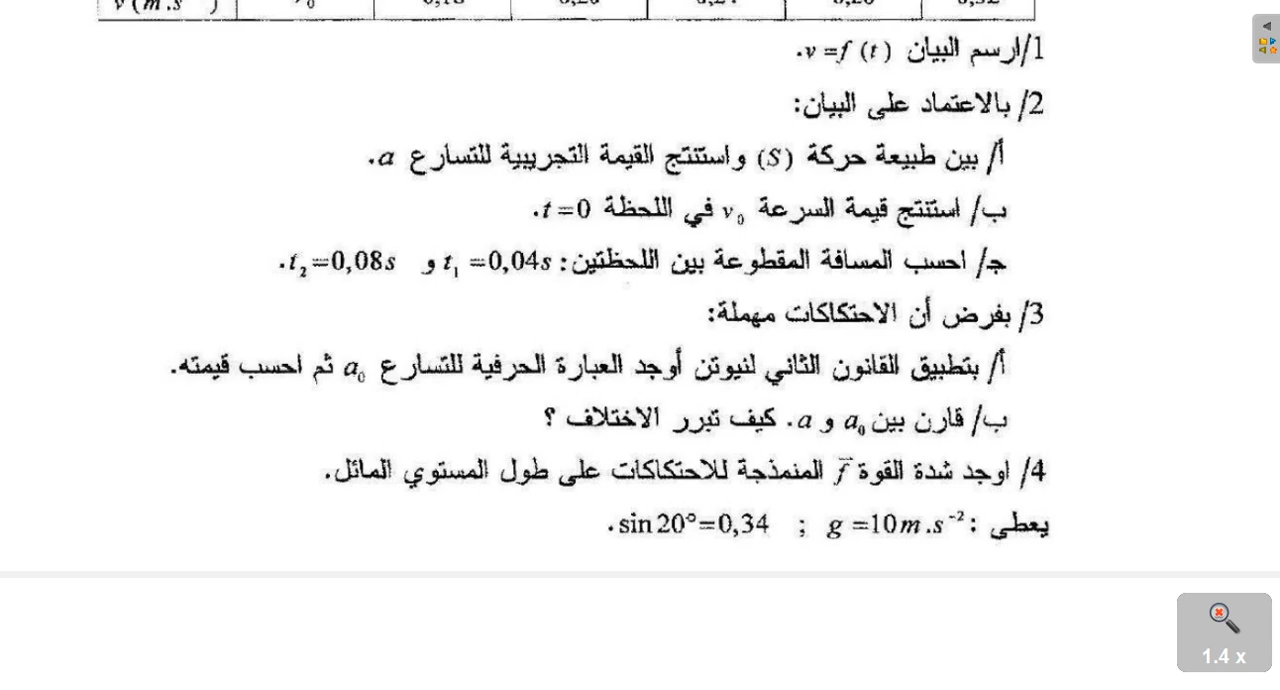 1/ارسم البيان v =f (t).
2/ بالاعتماد على البيان:
أ/ بين طبيعة حركة (S) واستنتج القيمة التجريبية للتسارع a.
ب/ استنتج قيمة السرعة v₀ في اللحظة t=0.
جـ/ احسب المسافة المقطوعة بين اللحظتين: t₁ =0,04s و t₂=0,08s.
3/ بفرض أن الاحتكاكات مهملة:
أ/ بتطبيق القانون الثاني لنيوتن أوجد العبارة الحرفية للتسارع a₀ ثم احسب قيمته.
ب/ قارن بين a₀ و a. كيف تبرر الاختلاف ؟
4/ اوجد شدة القوة f⃗ المنمذجة للاحتكاكات على طول المستوي المائل.
يعطى : g =10m.s⁻² ; sin20°=0,34.
1.4 x